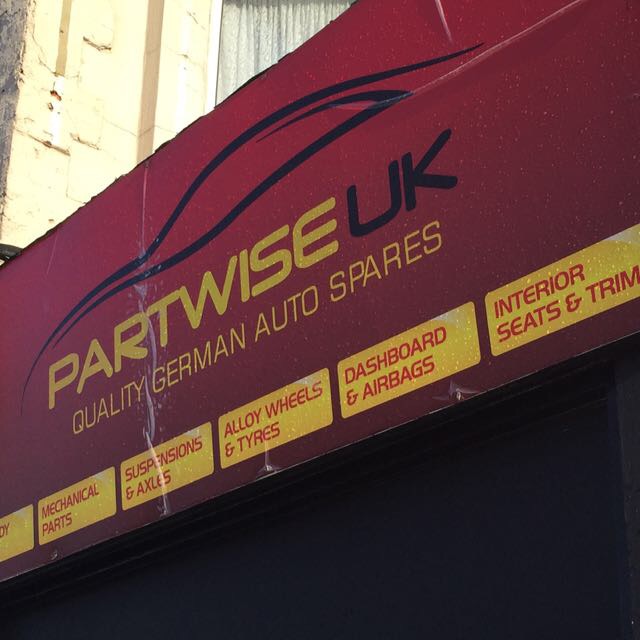 PARTWISE UK
QUALITY GERMAN AUTO SPARES
MECHANICAL
PARTS
SUSPENSIONS
& AXLES
ALLOY WHEELS
& TYRES
DASHBOARD
& AIRBAGS
INTERIOR
SEATS & TRIM